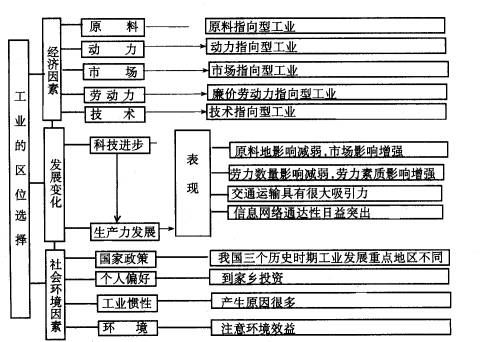 工业的区位选择
经济因素
原 料
原料指向型工业
动 力
动力指向型工业
市 场
市场指向型工业
劳动力
廉价劳动力指向型工业
技 术
技术指向型工业
发展变化
科技进步
生产力发展
表现
原料地影响减弱,市场影响增强
劳力数量影响减弱,劳力素质影响增强
交通运输具有很大吸引力
信息网络通达性日益突出
社会环境因素
国家政策
我国三个历史时期工业发展重点地区不同
个人偏好
到家乡投资
工业惯性
产生原因很多
环 境
注意环境效益